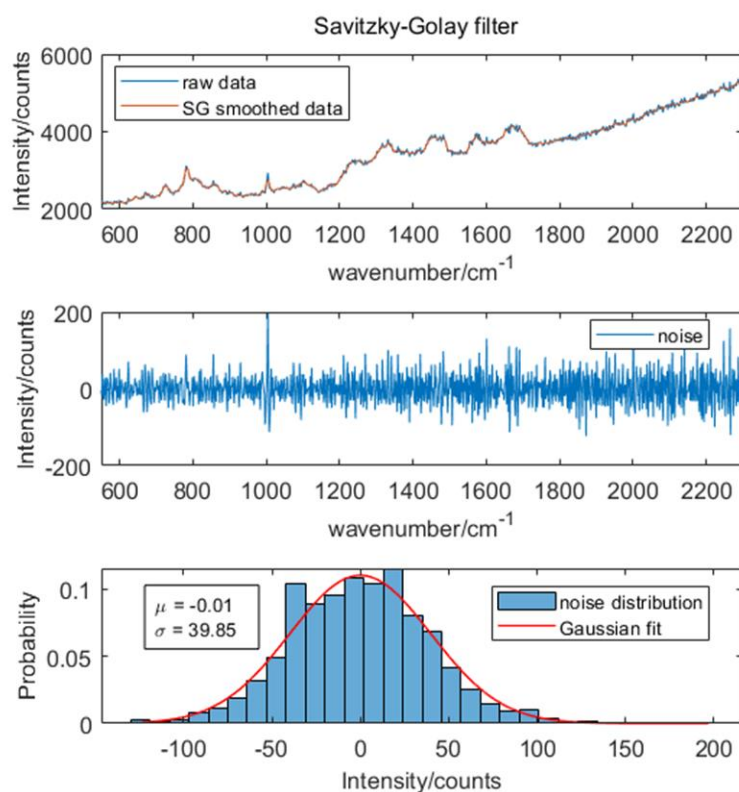 Savitzky-Golay filter
6000
4000
2000
Intensity/counts
raw data
SG smoothed data
600 800 1000 1200 1400 1600 1800 2000 2200
wavenumber/cm⁻¹
200
0
-200
Intensity/counts
noise
600 800 1000 1200 1400 1600 1800 2000 2200
wavenumber/cm⁻¹
0.1
0.05
0
Probability
μ = -0.01
σ = 39.85
noise distribution
Gaussian fit
-100 -50 0 50 100 150 200
Intensity/counts